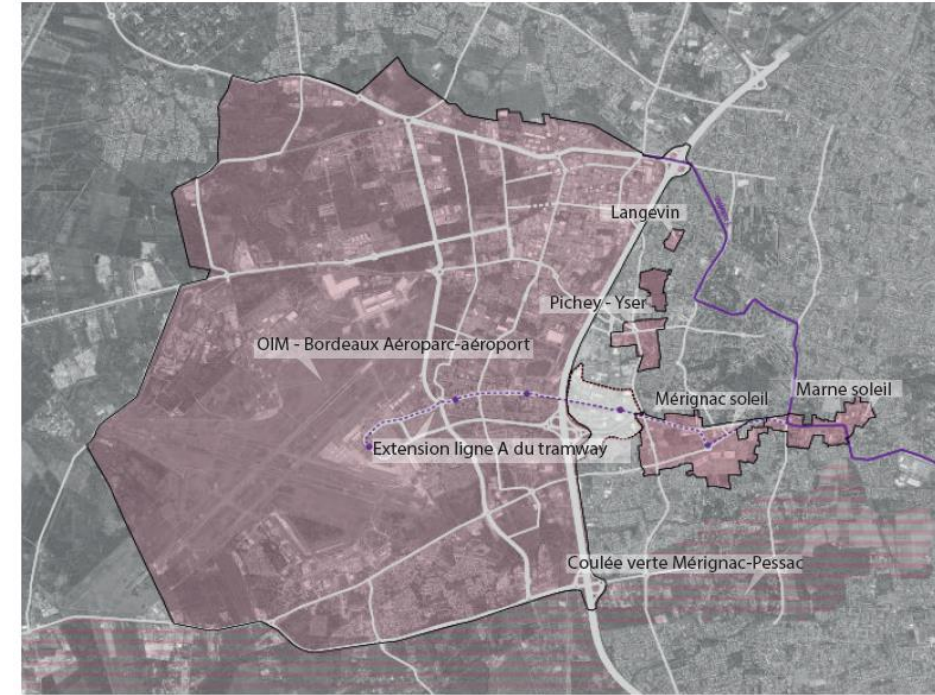 Langevin
Pichey - Yser
OIM - Bordeaux Aéroparc-aéroport
Mérignac soleil
Marne soleil
Extension ligne A du tramway
Coulée verte Mérignac-Pessac